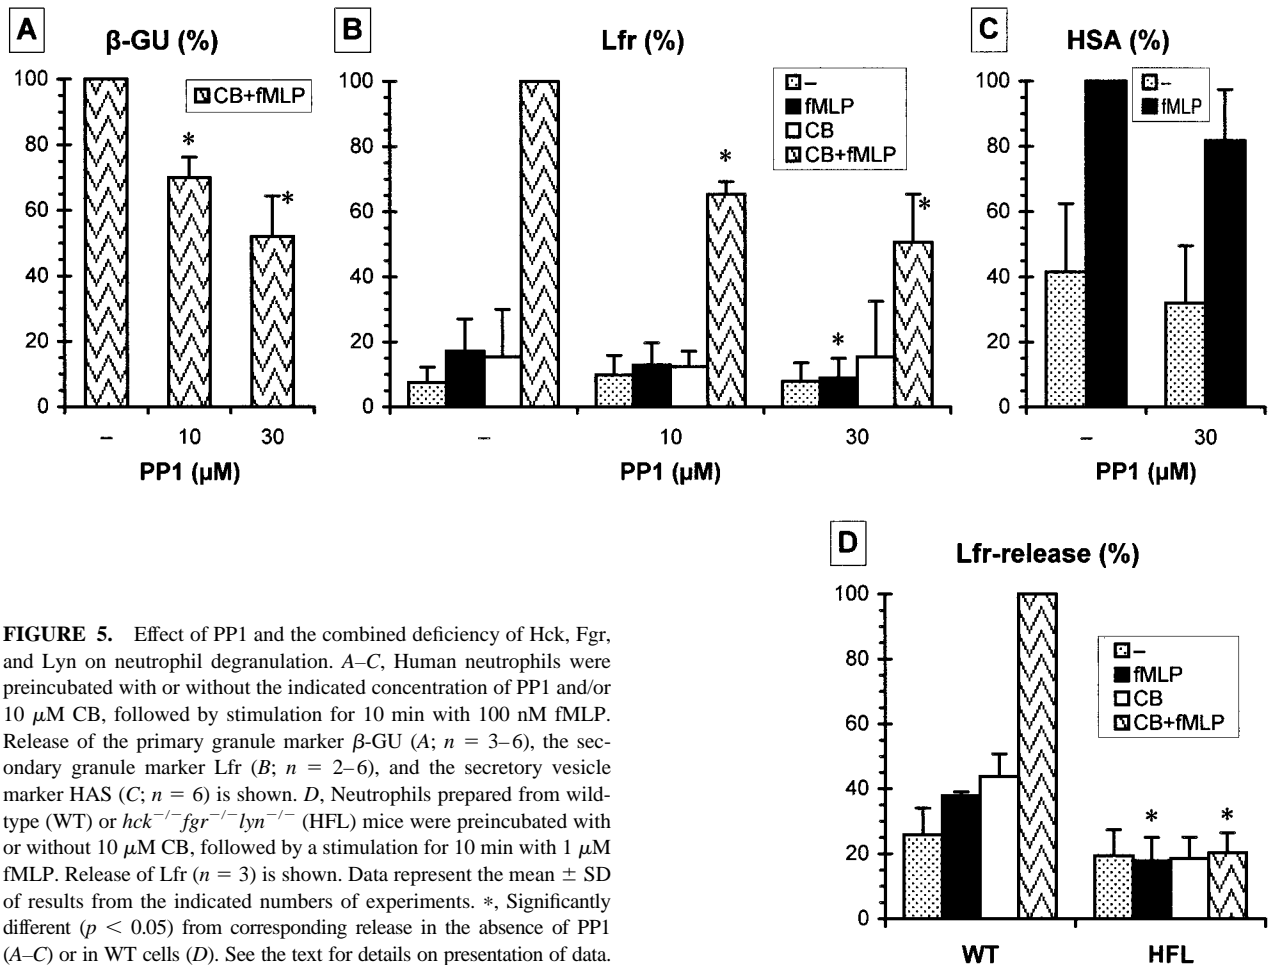 A
β-GU (%)
100
80
60
40
20
0
CB+fMLP
*
*
– 10 30
PP1 (µM)
B
Lfr (%)
100
80
60
40
20
0
–
fMLP
CB
CB+fMLP
*
*
*
– 10 30
PP1 (µM)
C
HSA (%)
100
80
60
40
20
0
–
fMLP
– 30
PP1 (µM)
D
Lfr-release (%)
100
80
60
40
20
0
–
fMLP
CB
CB+fMLP
*
*
WT HFL
FIGURE 5. Effect of PP1 and the combined deficiency of Hck, Fgr,
and Lyn on neutrophil degranulation. A–C, Human neutrophils were
preincubated with or without the indicated concentration of PP1 and/or
10 µM CB, followed by stimulation for 10 min with 100 nM fMLP.
Release of the primary granule marker β-GU (A; n = 3–6), the sec-
ondary granule marker Lfr (B; n = 2–6), and the secretory vesicle
marker HAS (C; n = 6) is shown. D, Neutrophils prepared from wild-
type (WT) or hck−/−fgr−/−lyn−/− (HFL) mice were preincubated with
or without 10 µM CB, followed by a stimulation for 10 min with 1 µM
fMLP. Release of Lfr (n = 3) is shown. Data represent the mean ± SD
of results from the indicated numbers of experiments. *, Significantly
different (p < 0.05) from corresponding release in the absence of PP1
(A–C) or in WT cells (D). See the text for details on presentation of data.